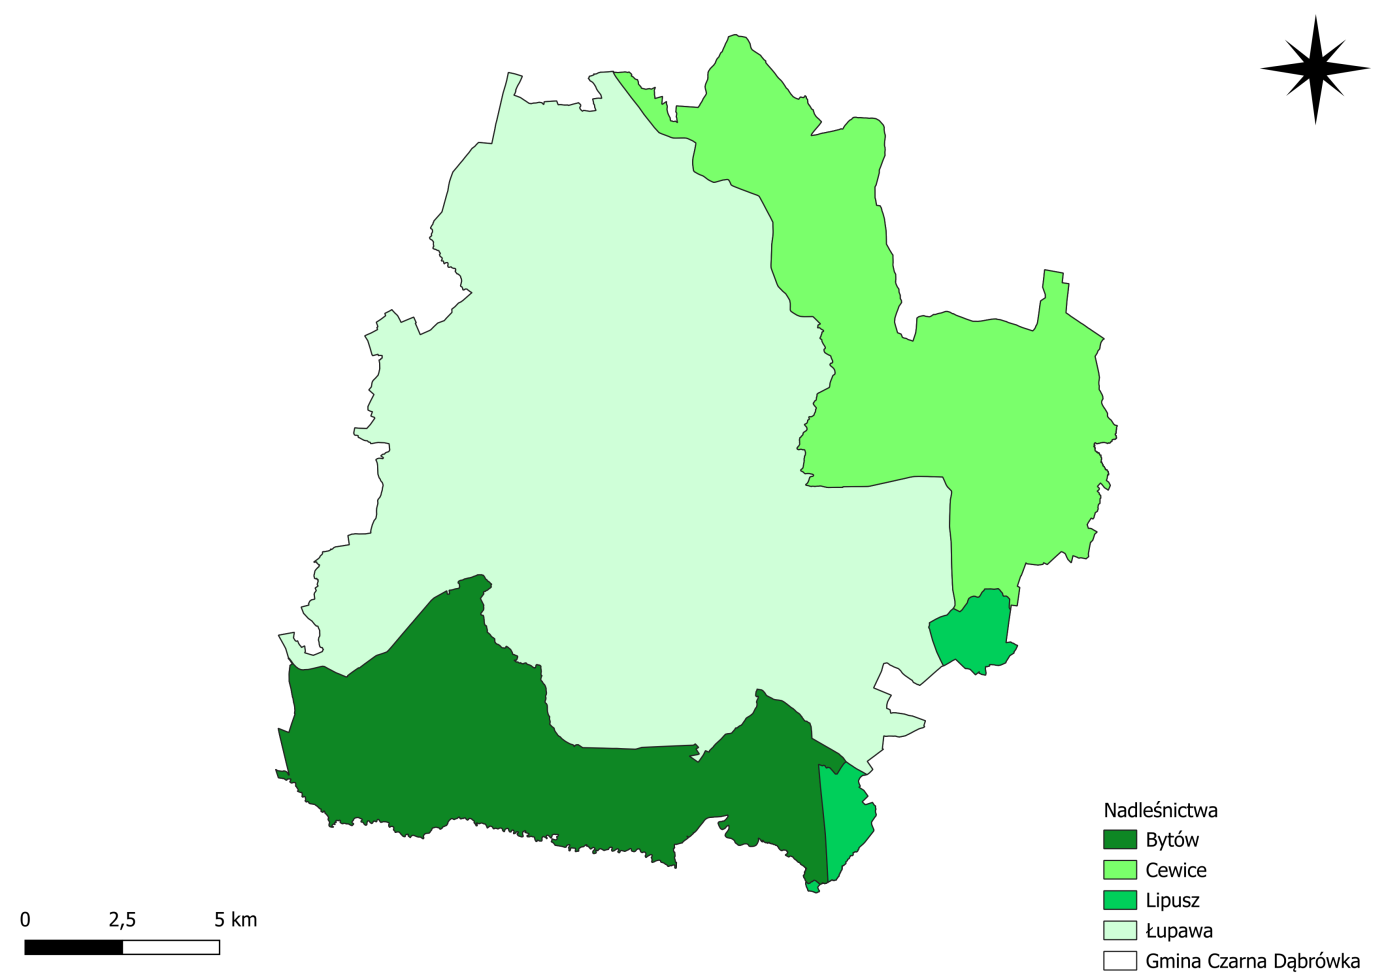 Nadleśnictwa
Bytów
Cewice
Lipusz
Łupawa
Gmina Czarna Dąbrówka
0 2,5 5 km